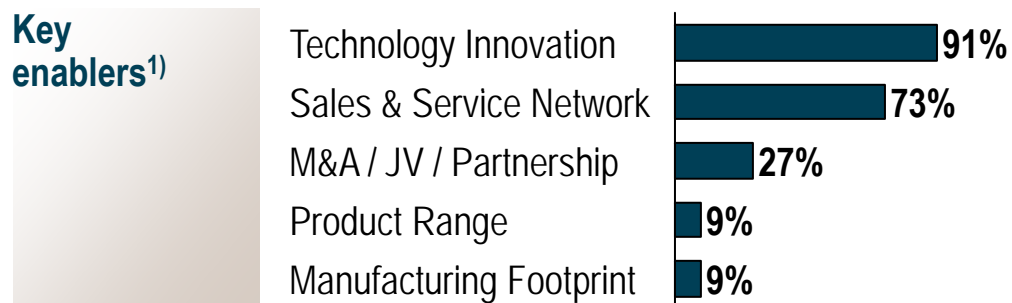 Key
enablers1)
Technology Innovation 91%
Sales & Service Network 73%
M&A / JV / Partnership 27%
Product Range 9%
Manufacturing Footprint 9%